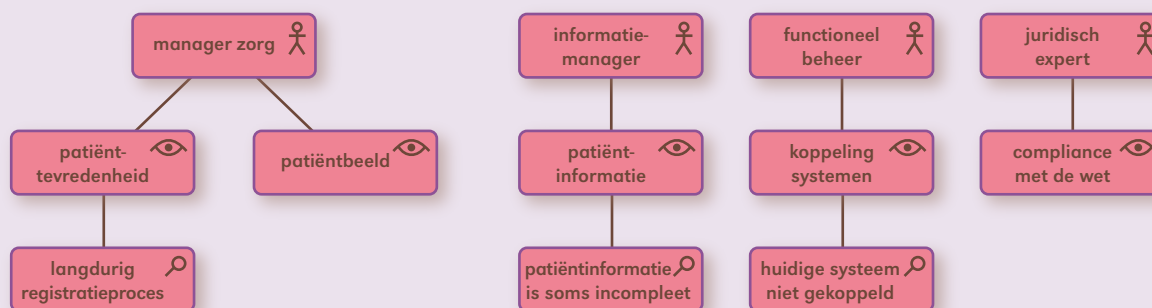 manager zorg
informatie-
manager
functioneel
beheer
juridisch
expert
patiënt-
tevredenheid
patiëntbeeld
patiënt-
informatie
koppeling
systemen
compliance
met de wet
langdurig
registratieproces
patiëntinformatie
is soms incompleet
huidige systeem
niet gekoppeld